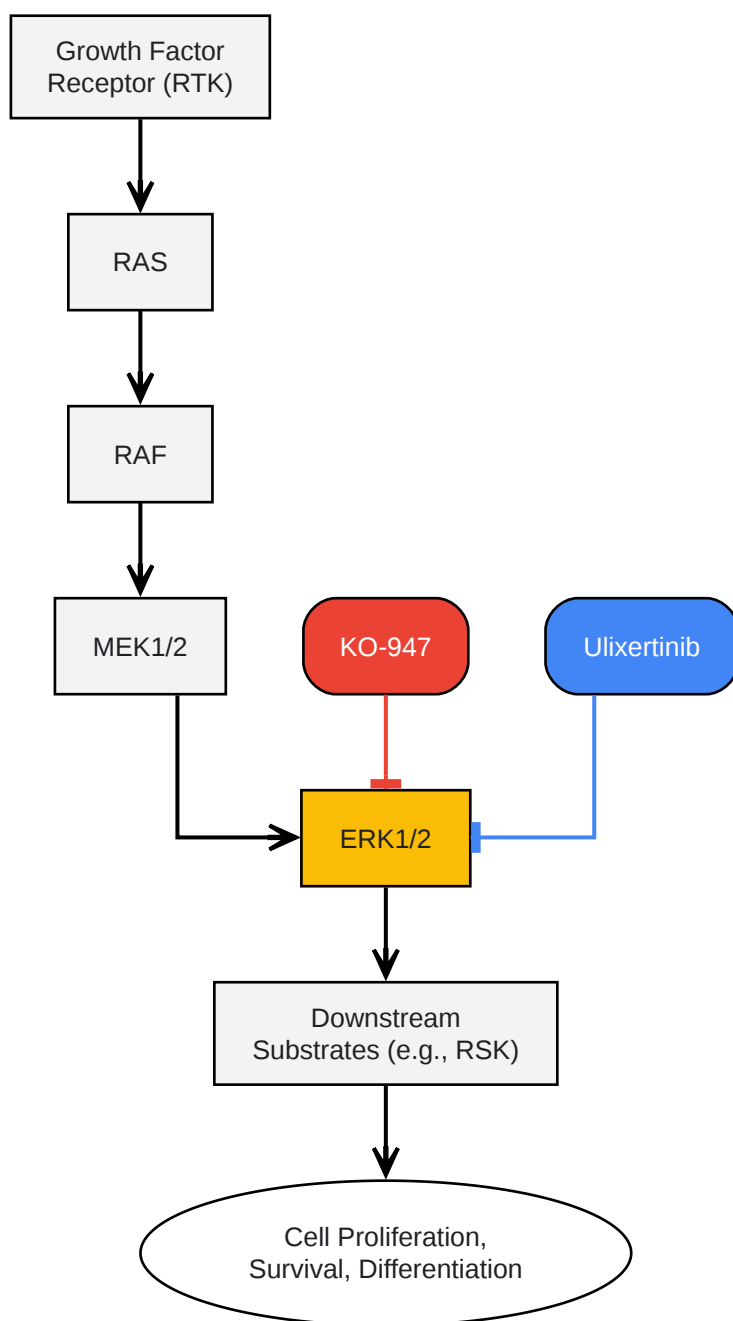 Growth Factor
Receptor (RTK)
RAS
RAF
MEK1/2
KO-947
Ulixertinib
ERK1/2
Downstream
Substrates (e.g., RSK)
Cell Proliferation,
Survival, Differentiation